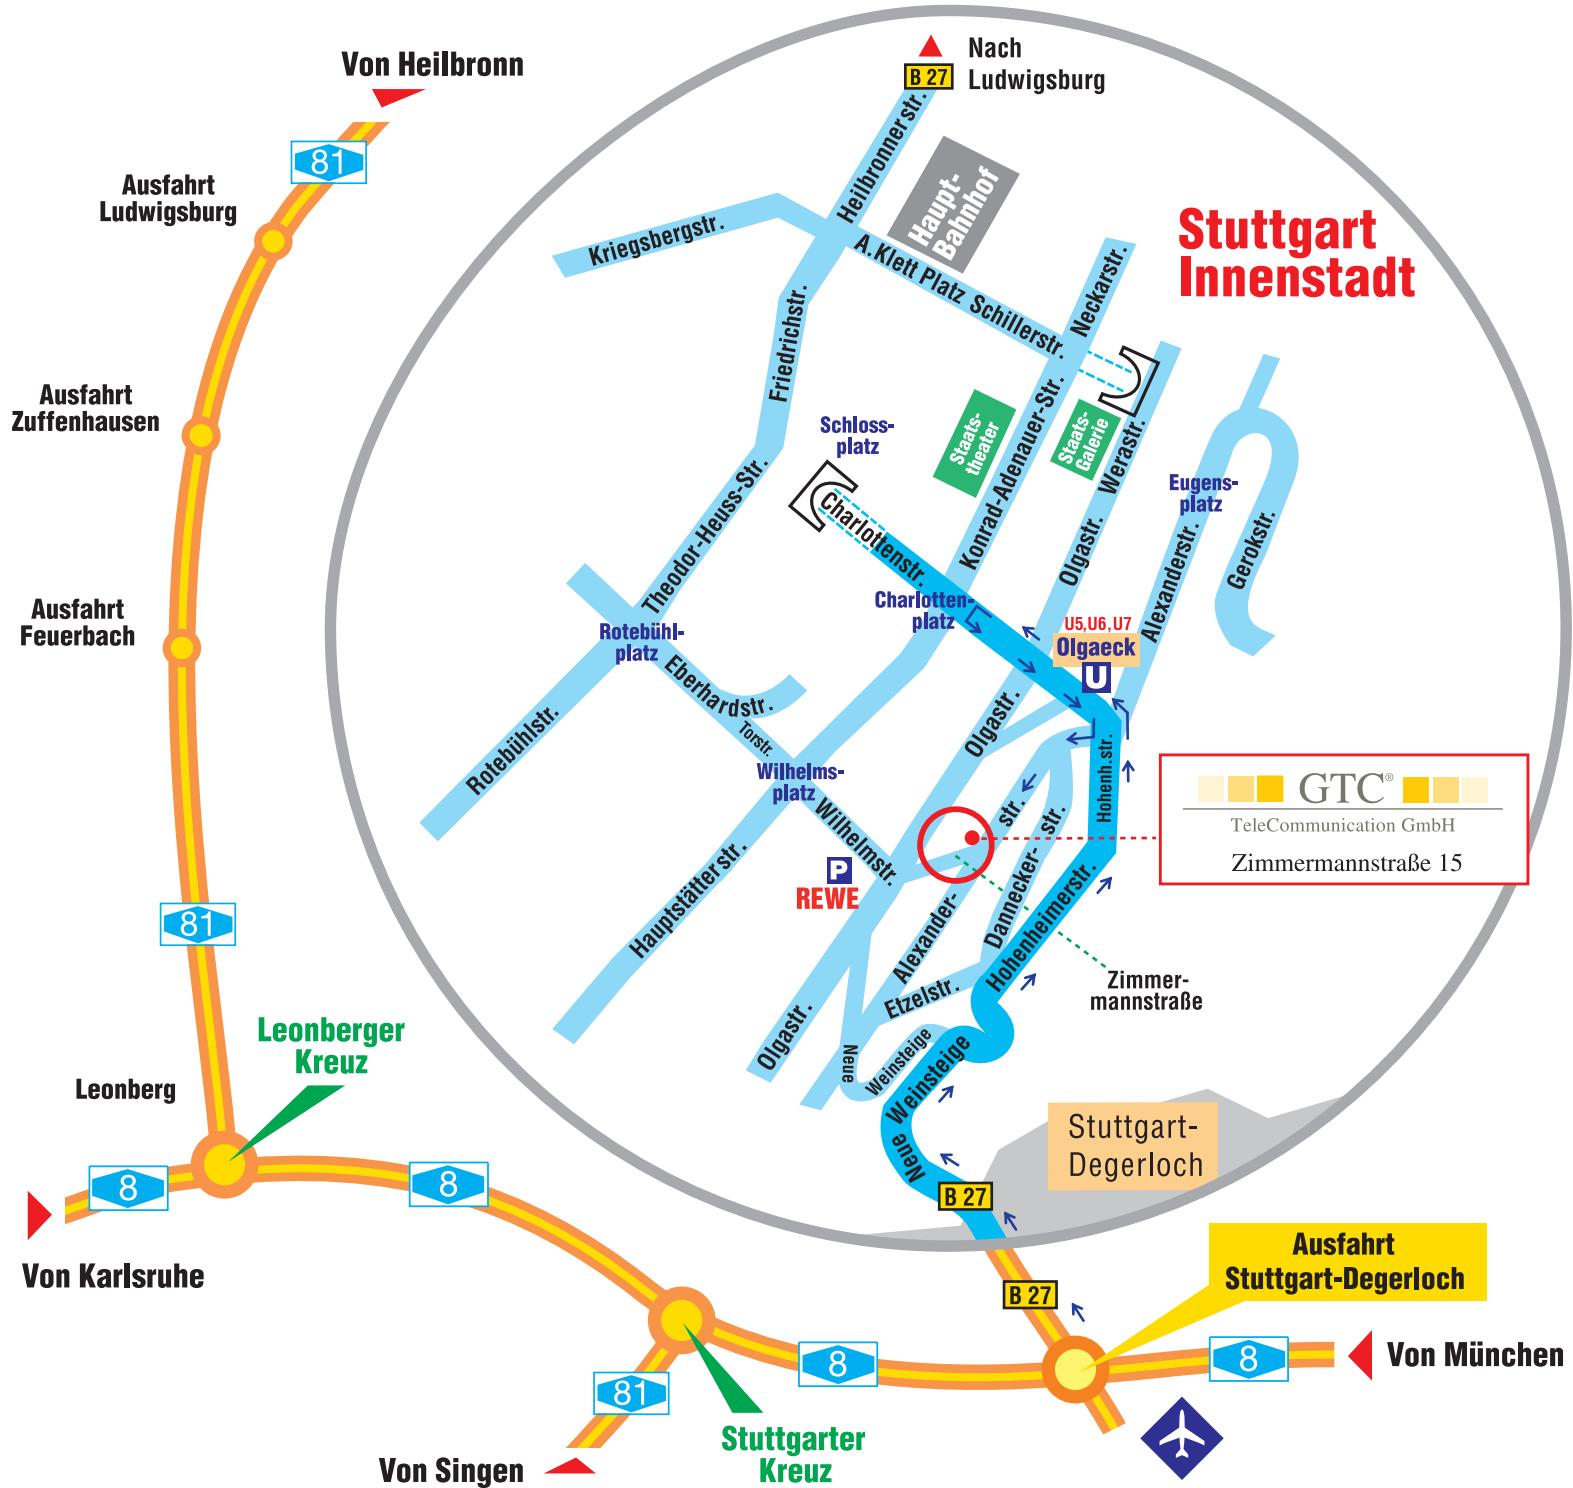 Von Heilbronn
81
Ausfahrt
Ludwigsburg
Ausfahrt
Zuffenhausen
Ausfahrt
Feuerbach
81
Leonberger
Kreuz
Leonberg
8
8
Von Karlsruhe
81
Von Singen
Stuttgarter
Kreuz
8
B 27
8
Von München
Ausfahrt
Stuttgart-Degerloch
Nach
Ludwigsburg
B 27
Stuttgart
Innenstadt
Heilbronnerstr.
Haupt-
Bahnhof
Kriegsbergstr.
A.Klett Platz Schillerstr.
Neckarstr.
Friedrichstr.
Schloss-
platz
Staats-
theater
Staats-
Galerie
Konrad-Adenauer-Str.
Werastr.
Olgastr.
Eugens-
platz
Alexanderstr.
Gerokstr.
Theodor-Heuss-Str.
Charlottenstr.
Charlotten-
platz
U5,U6,U7
Olgaeck
U
Rotebühl-
platz
Eberhardstr.
Torstr.
Rotebühlstr.
Wilhelms-
platz
Wilhelmstr.
Olgastr.
Hohenh.str.
P
REWE
Hauptstätterstr.
Alexander-
str.
Dannecker-
str.
Hohenheimerstr.
Etzelstr.
Zimmer-
mannstraße
Olgastr.
Neue
Weinsteige
Neue
Weinsteige
B 27
Stuttgart-
Degerloch
GTC®
TeleCommunication GmbH
Zimmermannstraße 15